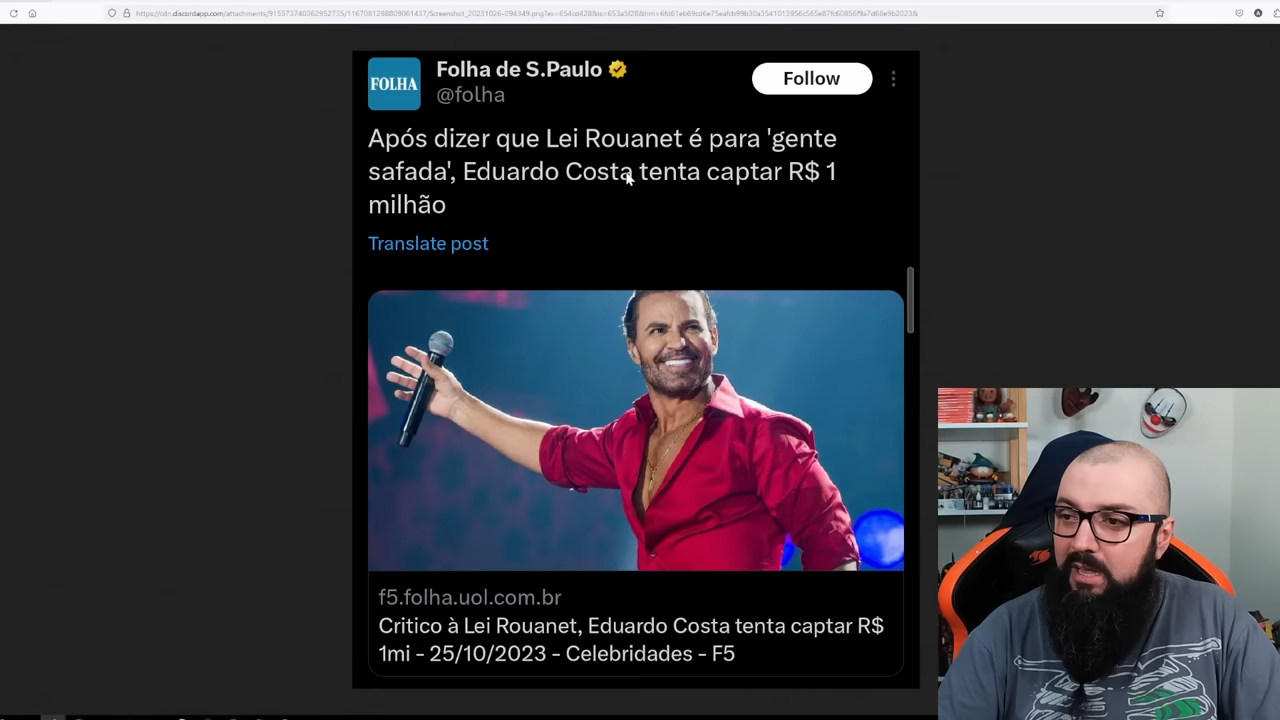 Folha de S.Paulo
Follow
FOLHA
@folha
Após dizer que Lei Rouanet é para 'gente
safada', Eduardo Costa tenta captar R$ 1
milhão
Translate post
f5.folha.uol.com.br
Critico à Lei Rouanet, Eduardo Costa tenta captar R$
1mi - 25/10/2023 - Celebridades - F5